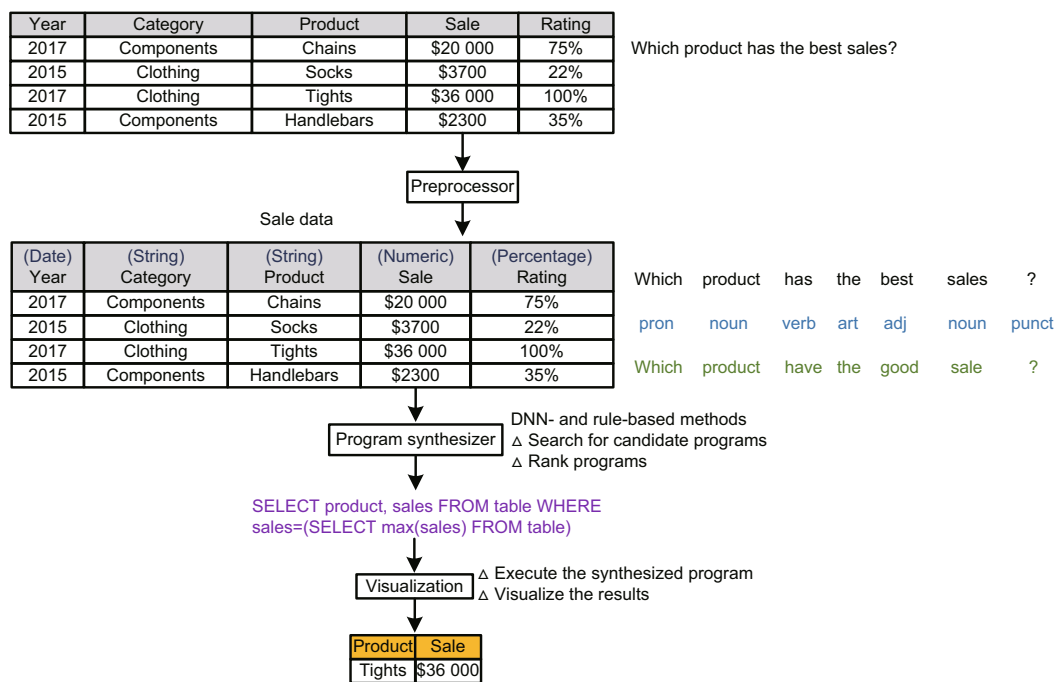 Year Category Product Sale Rating
2017 Components Chains $20 000 75%
2015 Clothing Socks $3700 22%
2017 Clothing Tights $36 000 100%
2015 Components Handlebars $2300 35%
Which product has the best sales?
Preprocessor
Sale data
(Date) (String) (String) (Numeric) (Percentage)
Year Category Product Sale Rating
2017 Components Chains $20 000 75%
2015 Clothing Socks $3700 22%
2017 Clothing Tights $36 000 100%
2015 Components Handlebars $2300 35%
Which product has the best sales ?
pron noun verb art adj noun punct
Which product have the good sale ?
Program synthesizer
DNN- and rule-based methods
△ Search for candidate programs
△ Rank programs
SELECT product, sales FROM table WHERE
sales=(SELECT max(sales) FROM table)
Visualization
△ Execute the synthesized program
△ Visualize the results
Product Sale
Tights $36 000